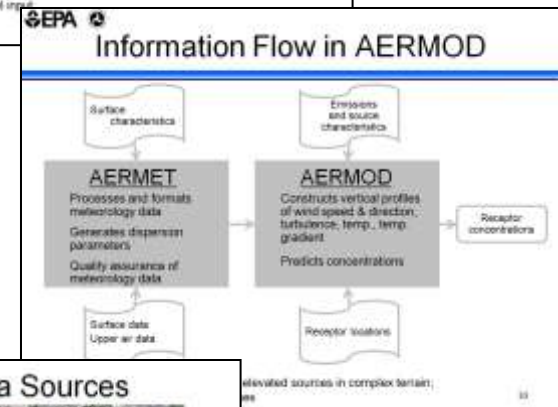 input
EPA
Information Flow in AERMOD
Surface
characteristics
Emissions
and source
characteristics
AERMET
Processes and formats
meteorology data
Generates dispersion
parameters
Quality assurance of
meteorology data
AERMOD
Constructs vertical profiles
of wind speed & direction,
turbulence, temp., temp.
gradient
Predicts concentrations
Receptor
concentrations
Surface data
Upper air data
Receptor locations
elevated sources in complex terrain;
a Sources